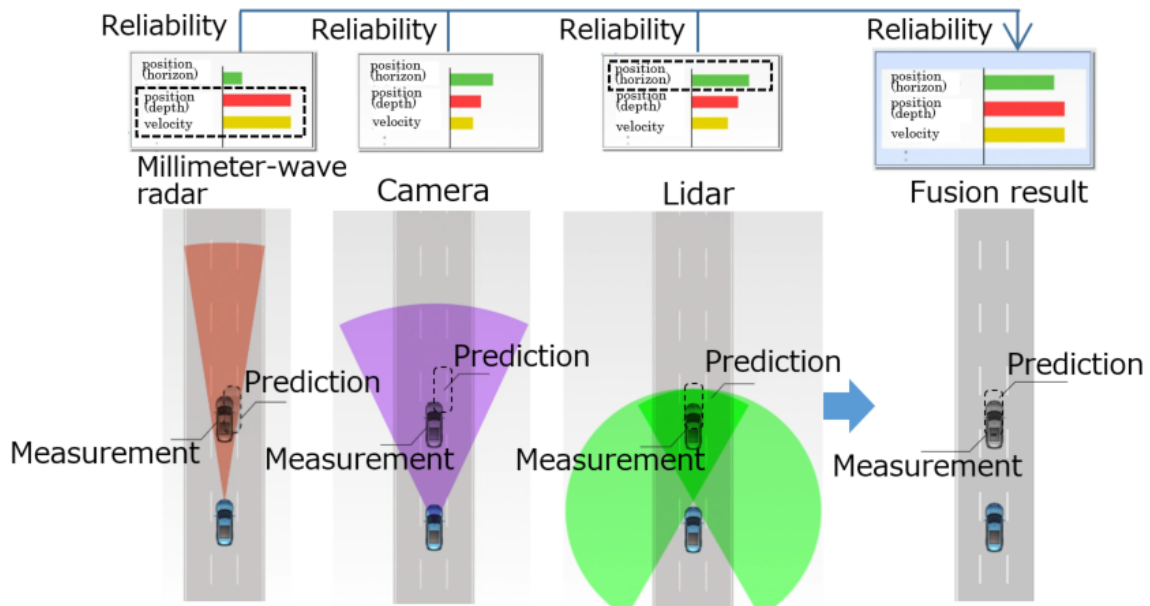 Reliability
Reliability
Reliability
Reliability
position
(horizon)
position
(depth)
velocity
:
position
(horizon)
position
(depth)
velocity
:
position
(horizon)
position
(depth)
velocity
:
position
(horizon)
position
(depth)
velocity
:
Millimeter-wave
radar
Camera
Lidar
Fusion result
Prediction
Measurement
Prediction
Measurement
Prediction
Measurement
Prediction
Measurement